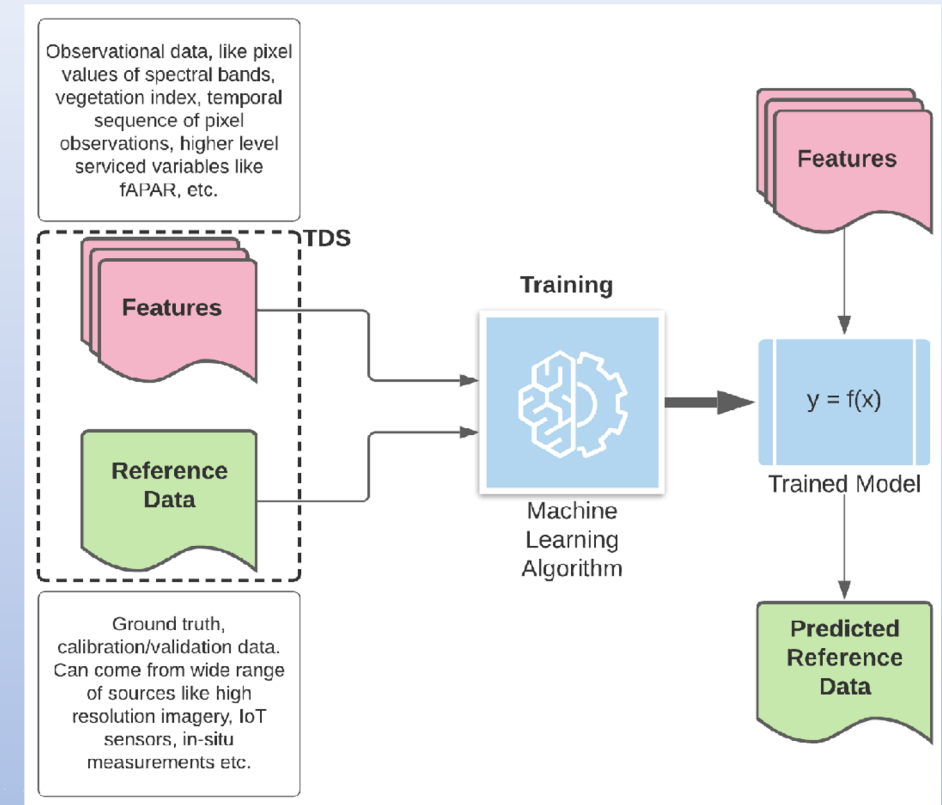 Observational data, like pixel
values of spectral bands,
vegetation index, temporal
sequence of pixel
observations, higher level
serviced variables like
fAPAR, etc.
TDS
Features
Reference
Data
Ground truth,
calibration/validation data.
Can come from wide range
of sources like high
resolution imagery, IoT
sensors, in-situ
measurements etc.
Training
Machine
Learning
Algorithm
Features
y = f(x)
Trained Model
Predicted
Reference
Data